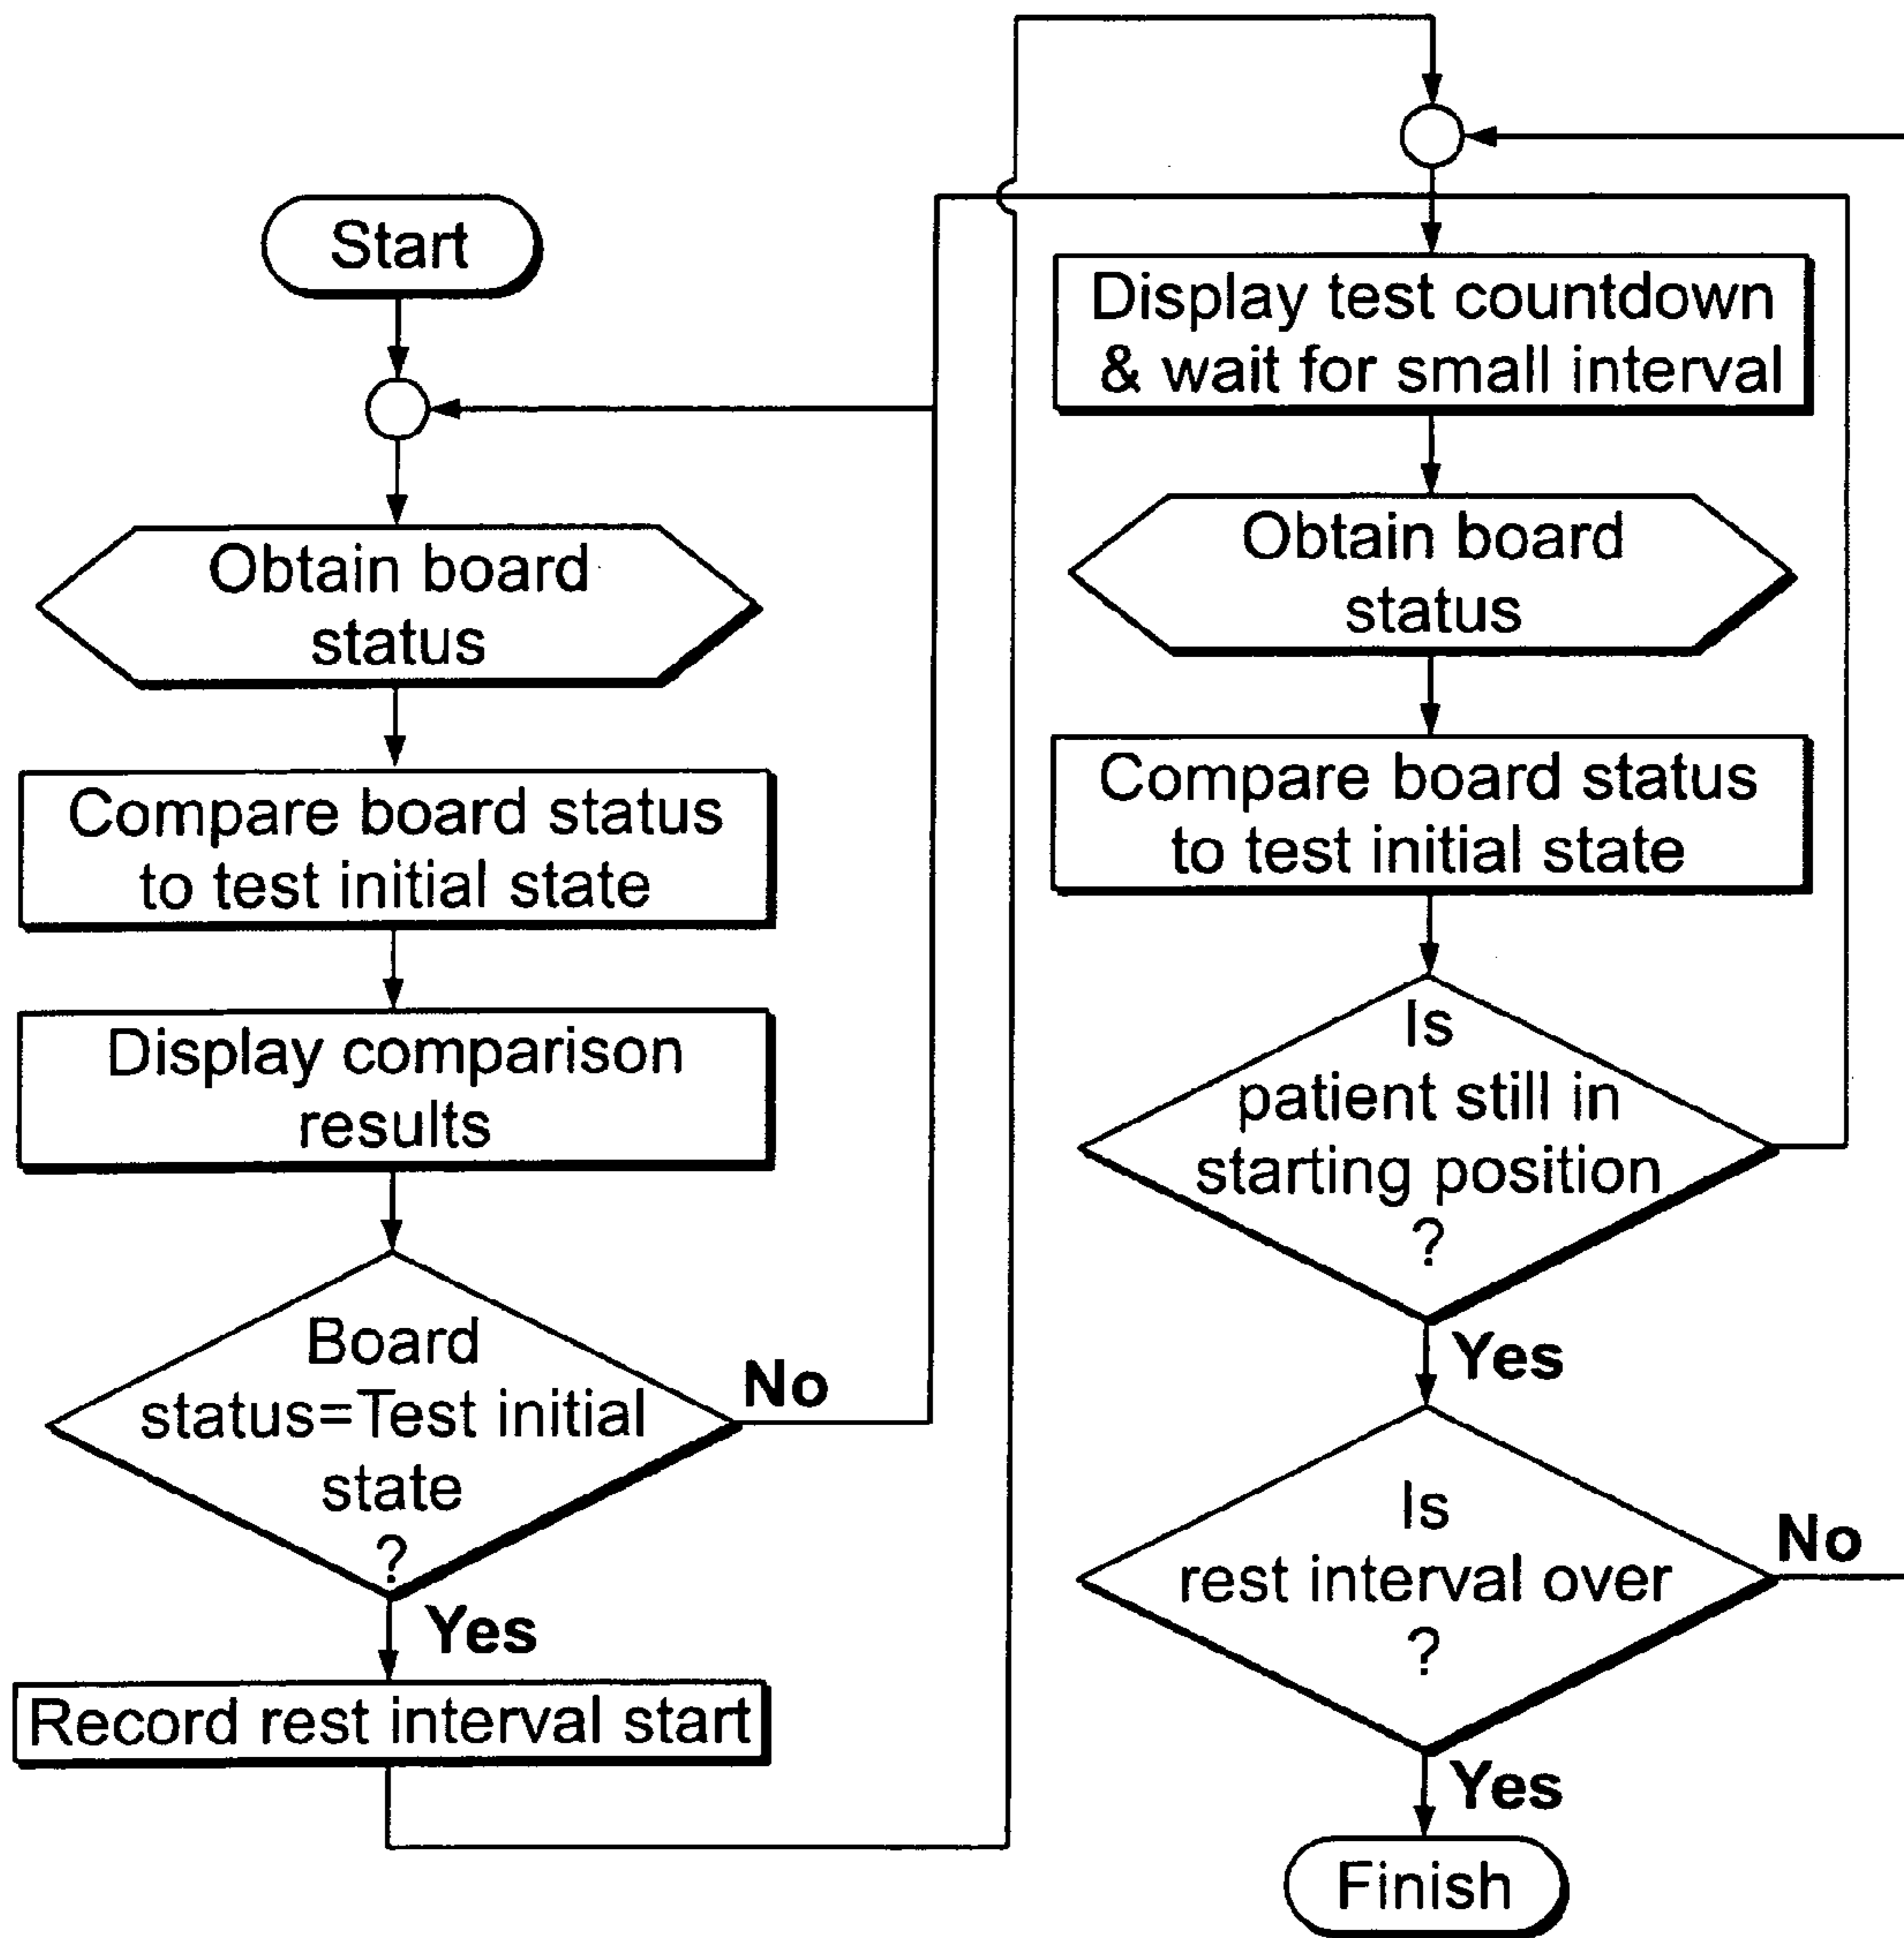 Start
Obtain board
status
Compare board status
to test initial state
Display comparison
results
Board
status=Test initial
state
?
No
Yes
Record rest interval start
Display test countdown
& wait for small interval
Obtain board
status
Compare board status
to test initial state
Is
patient still in
starting position
?
Yes
Is
rest interval over
?
No
Yes
Finish